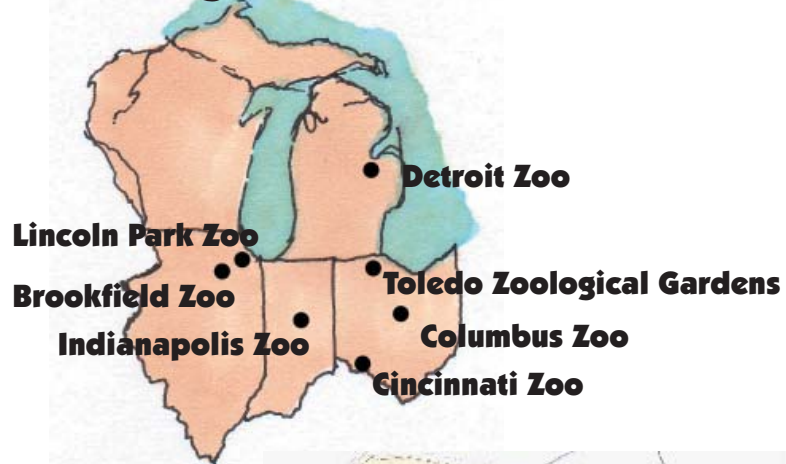 Detroit Zoo
Lincoln Park Zoo
Toledo Zoological Gardens
Brookfield Zoo
Columbus Zoo
Indianapolis Zoo
Cincinnati Zoo